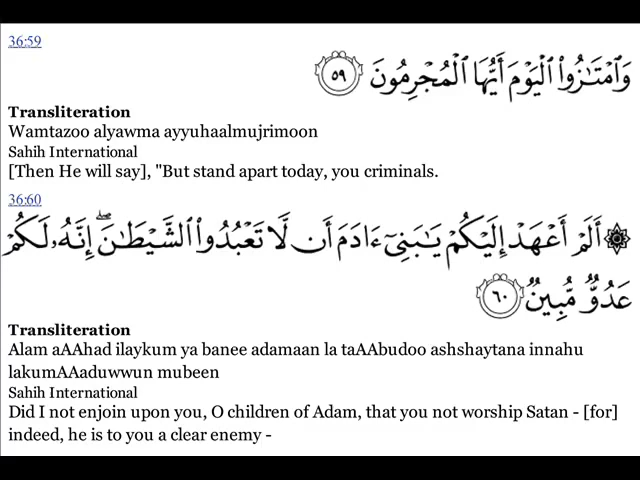 36:59
وَٱمْتَـٰزُوا۟ ٱلْيَوْمَ أَيُّهَا ٱلْمُجْرِمُونَ ٥٩
Transliteration
Wamtazoo alyawma ayyuhaalmujrimoon
Sahih International
[Then He will say], "But stand apart today, you criminals.
36:60
۞ أَلَمْ أَعْهَدْ إِلَيْكُمْ يَـٰبَنِىٓ ءَادَمَ أَن لَّا تَعْبُدُوا۟ ٱلشَّيْطَـٰنَ ۖ إِنَّهُۥ لَكُمْ
عَدُوٌّ مُّبِينٌ ٦٠
Transliteration
Alam aAAhad ilaykum ya banee adamaan la taAAbudoo ashshaytana innahu
lakumAAaduwwun mubeen
Sahih International
Did I not enjoin upon you, O children of Adam, that you not worship Satan - [for]
indeed, he is to you a clear enemy -